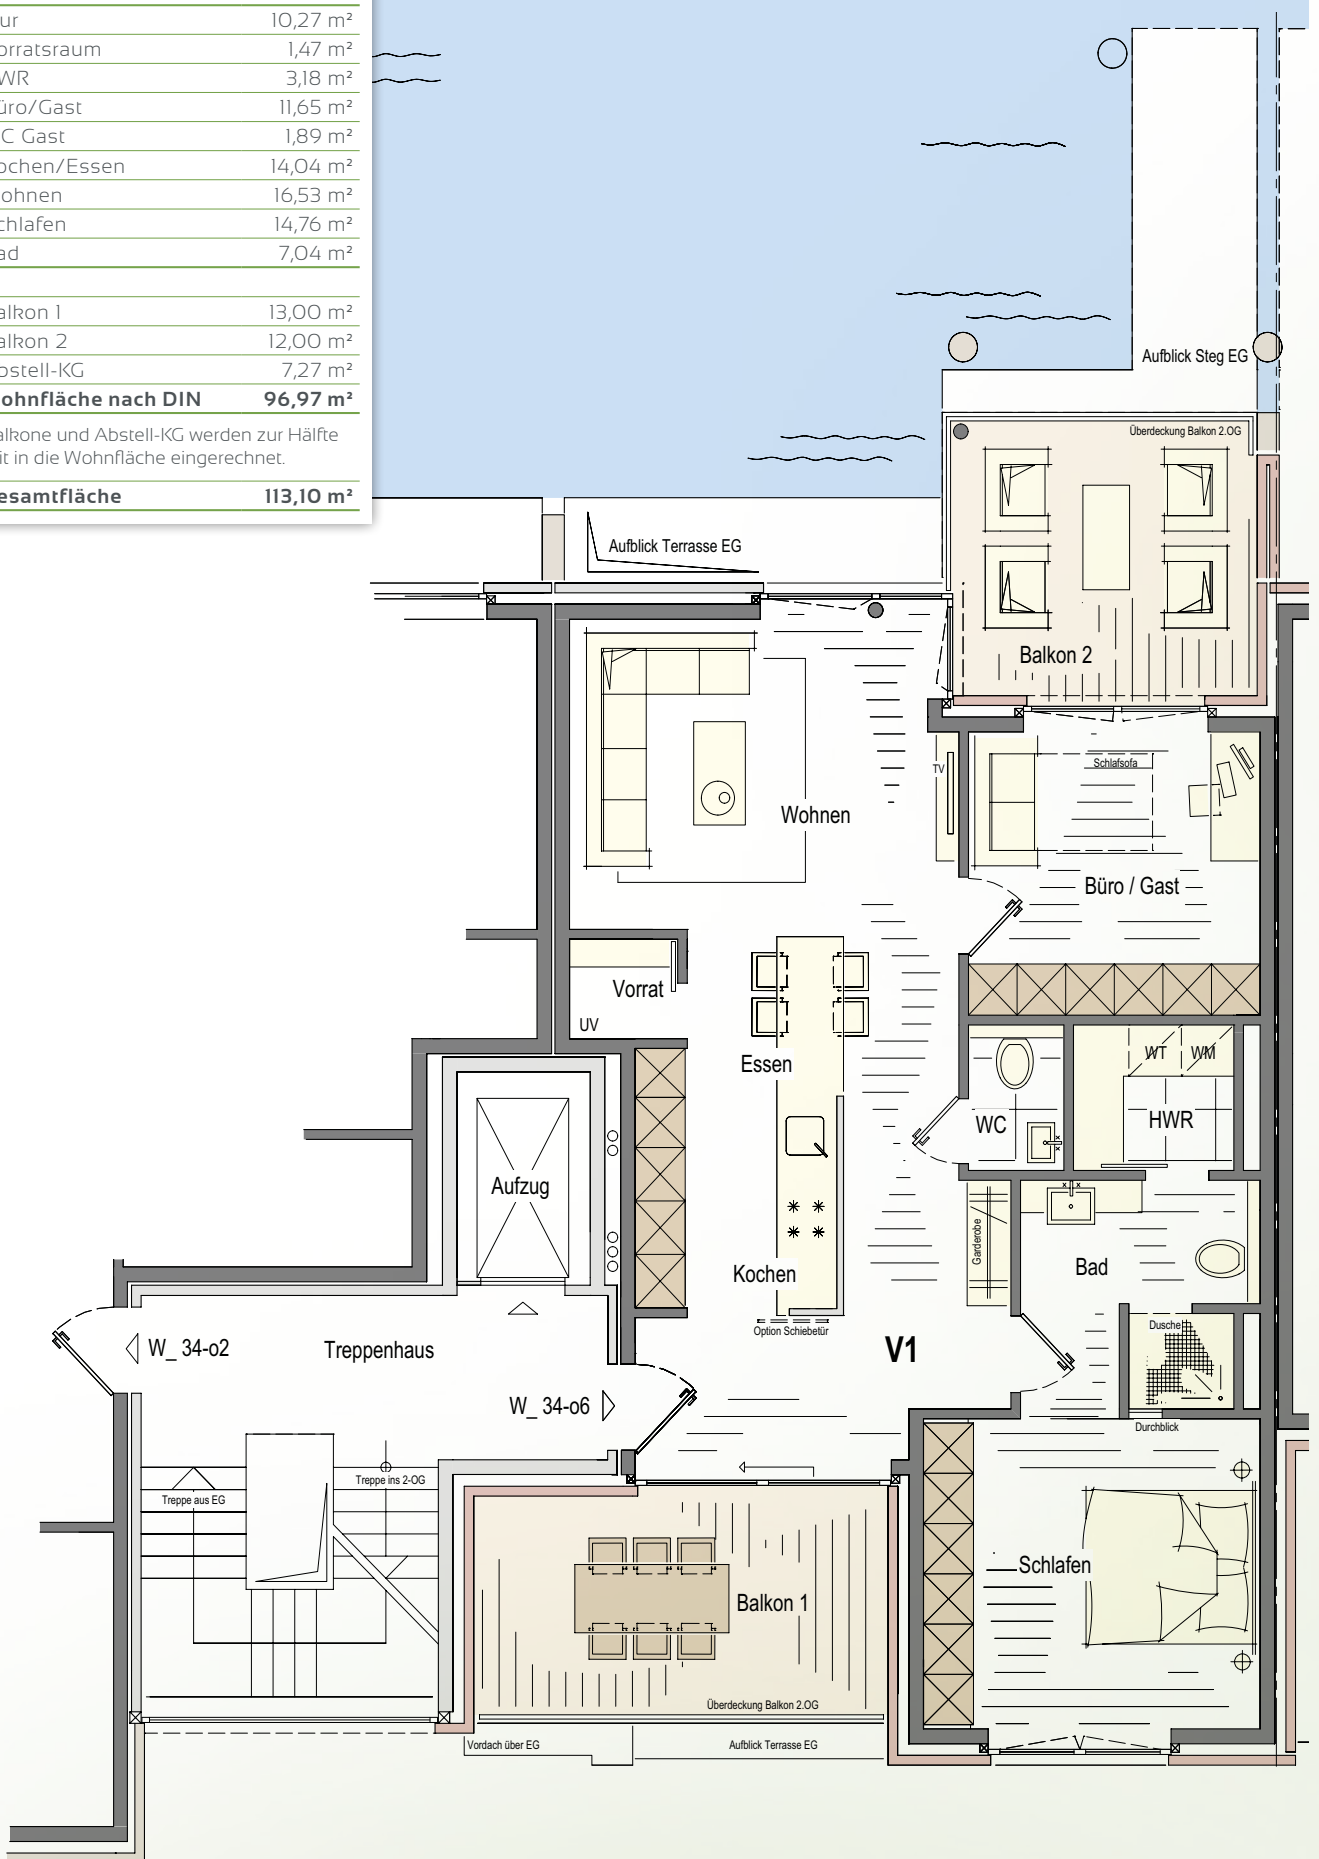 ur 10,27 m²
orratsraum 1,47 m²
WR 3,18 m²
üro/Gast 11,65 m²
C Gast 1,89 m²
ochen/Essen 14,04 m²
ohnen 16,53 m²
chlafen 14,76 m²
ad 7,04 m²
alkon 1 13,00 m²
alkon 2 12,00 m²
bstell-KG 7,27 m²
ohnfläche nach DIN 96,97 m²
alkone und Abstell-KG werden zur Hälfte
it in die Wohnfläche eingerechnet.
esamtfläche 113,10 m²
Aufblick Steg EG
Überdeckung Balkon 2.OG
Aufblick Terrasse EG
Balkon 2
TV
Schlafsofa
Wohnen
Büro / Gast
Vorrat
UV
Essen
WT WM
WC
HWR
Aufzug
Garderobe
Kochen
Bad
Option Schiebetür
Dusche
V1
W_ 34-o2
Treppenhaus
W_ 34-o6
Durchblick
Treppe aus EG
Treppe ins 2-OG
Schlafen
Balkon 1
Überdeckung Balkon 2.OG
Vordach über EG
Aufblick Terrasse EG